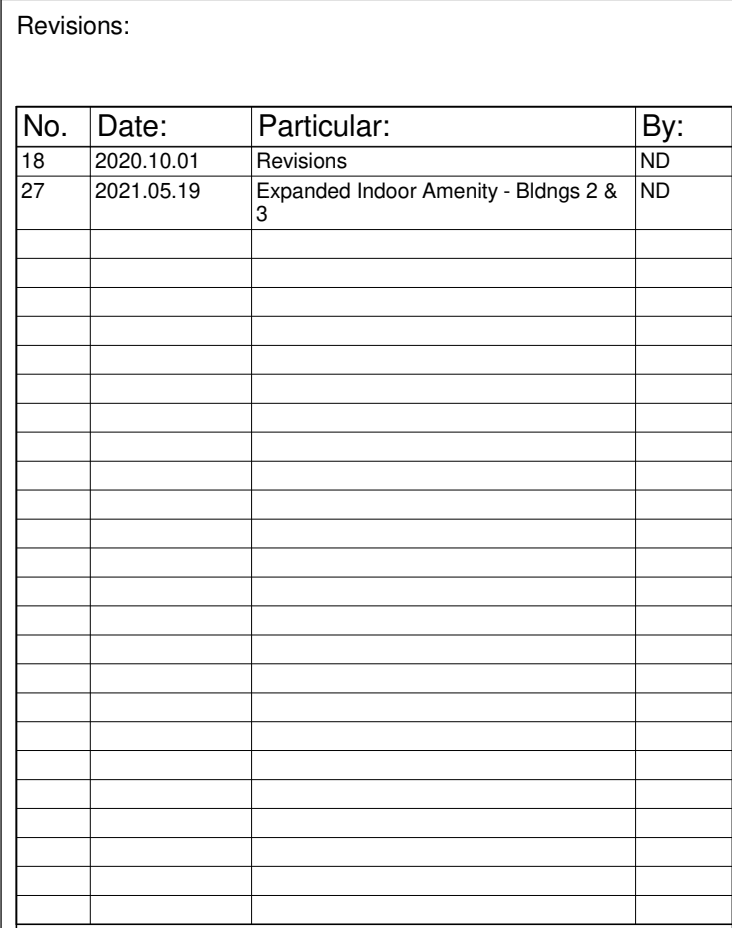 Revisions:
No. Date: Particular: By:
18 2020.10.01 Revisions ND
27 2021.05.19 Expanded Indoor Amenity - Bldngs 2 & ND
3